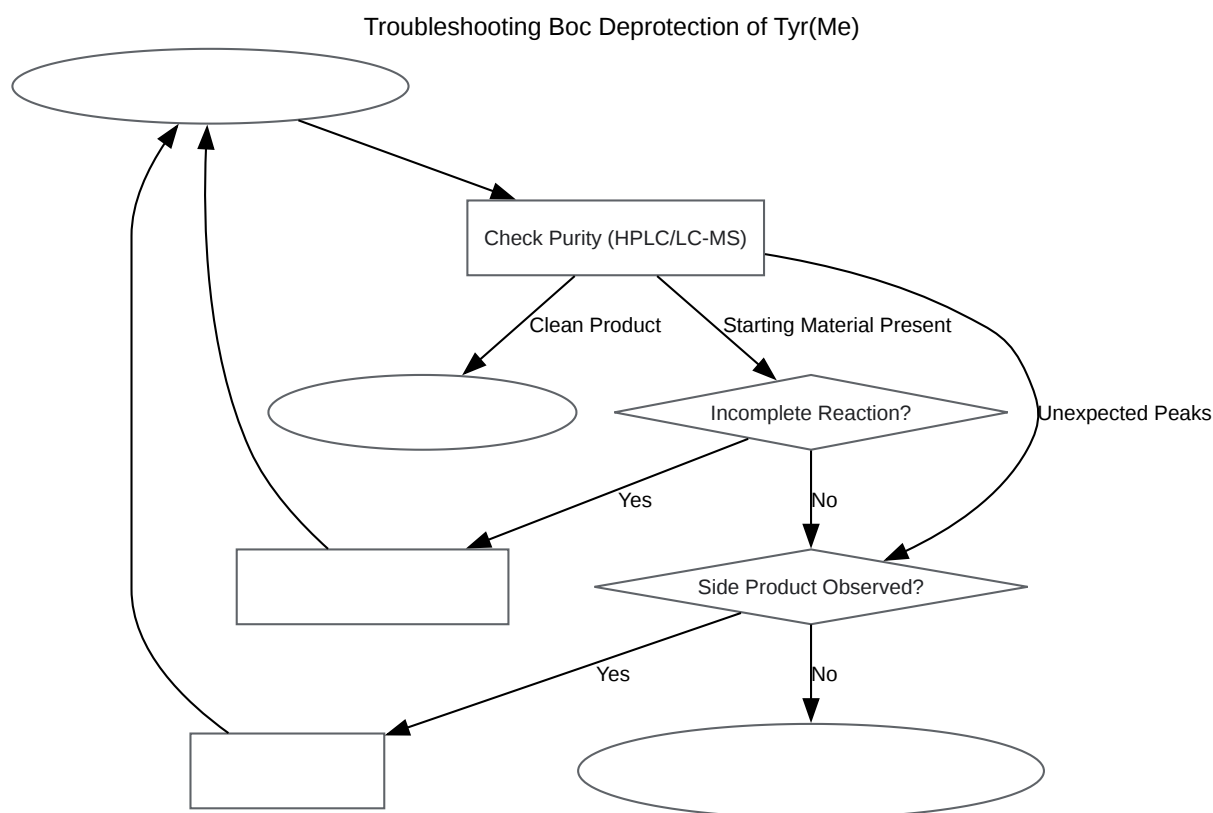 Troubleshooting Boc Deprotection of Tyr(Me)
Check Purity (HPLC/LC-MS)
Clean Product
Starting Material Present
Incomplete Reaction?
Unexpected Peaks
Yes
No
Side Product Observed?
Yes
No